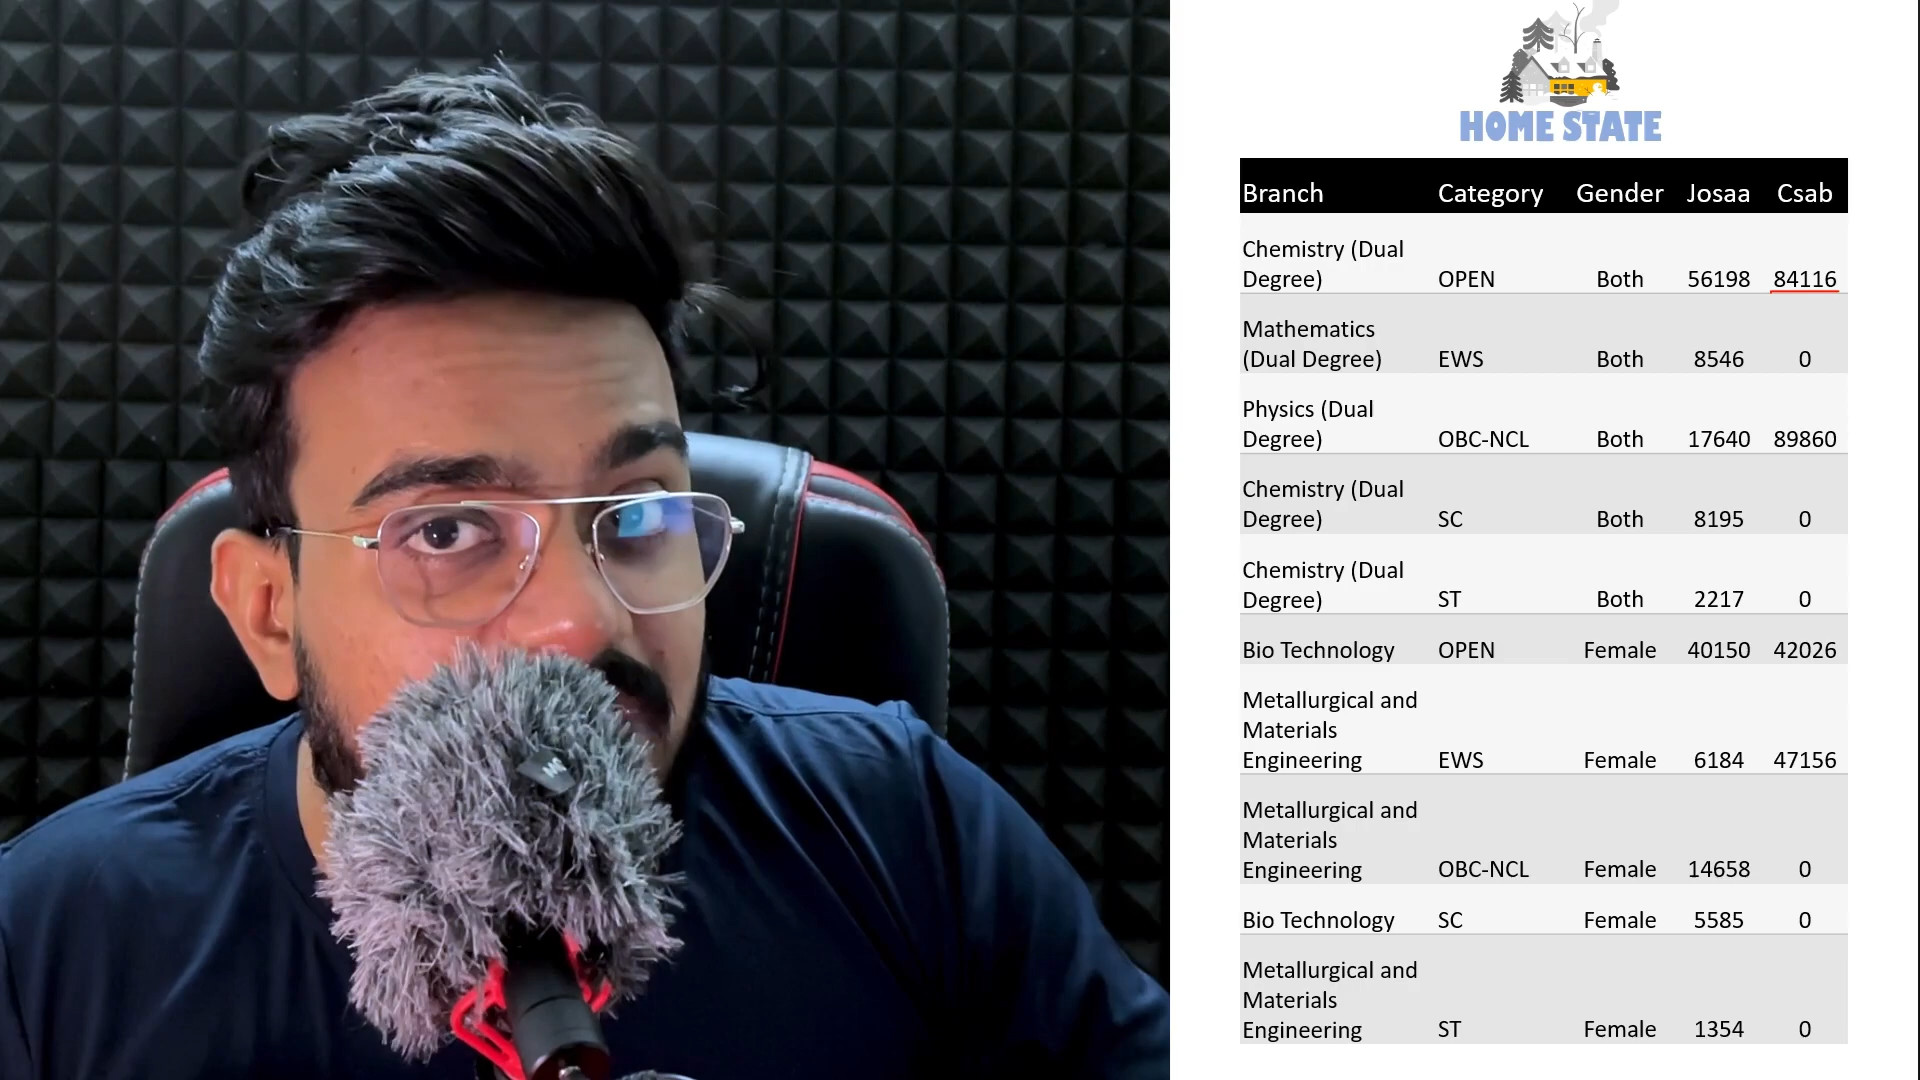 HOME STATE
Branch Category Gender Josaa Csab
Chemistry (Dual
Degree) OPEN Both 56198 84116
Mathematics
(Dual Degree) EWS Both 8546 0
Physics (Dual
Degree) OBC-NCL Both 17640 89860
Chemistry (Dual
Degree) SC Both 8195 0
Chemistry (Dual
Degree) ST Both 2217 0
Bio Technology OPEN Female 40150 42026
Metallurgical and
Materials
Engineering EWS Female 6184 47156
Metallurgical and
Materials
Engineering OBC-NCL Female 14658 0
Bio Technology SC Female 5585 0
Metallurgical and
Materials
Engineering ST Female 1354 0